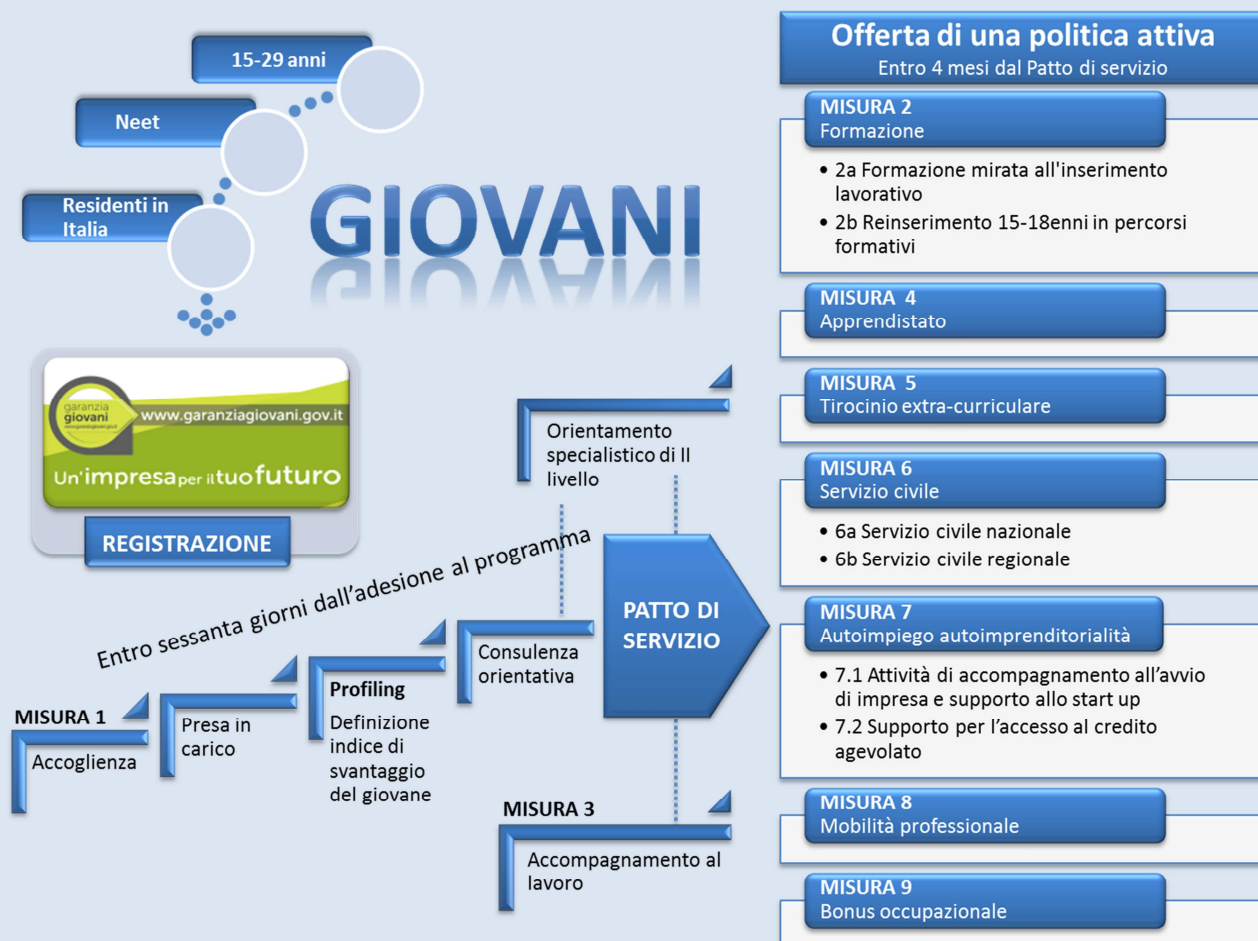 15-29 anni
Neet
Residenti in
Italia
GIOVANI
garanzia
giovani
www.garanziagiovani.gov.it
Un'impresa per il tuo futuro
REGISTRAZIONE
Entro sessanta giorni dall'adesione al programma
MISURA 1
Accoglienza
Presa in
carico
Profiling
Definizione
indice di
svantaggio
del giovane
Consulenza
orientativa
Orientamento
specialistico di II
livello
PATTO DI
SERVIZIO
MISURA 3
Accompagnamento al
lavoro
Offerta di una politica attiva
Entro 4 mesi dal Patto di servizio
MISURA 2
Formazione
• 2a Formazione mirata all'inserimento
lavorativo
• 2b Reinserimento 15-18enni in percorsi
formativi
MISURA 4
Apprendistato
MISURA 5
Tirocinio extra-curriculare
MISURA 6
Servizio civile
• 6a Servizio civile nazionale
• 6b Servizio civile regionale
MISURA 7
Autoimpiego autoimprenditorialità
• 7.1 Attività di accompagnamento all'avvio
di impresa e supporto allo start up
• 7.2 Supporto per l'accesso al credito
agevolato
MISURA 8
Mobilità professionale
MISURA 9
Bonus occupazionale